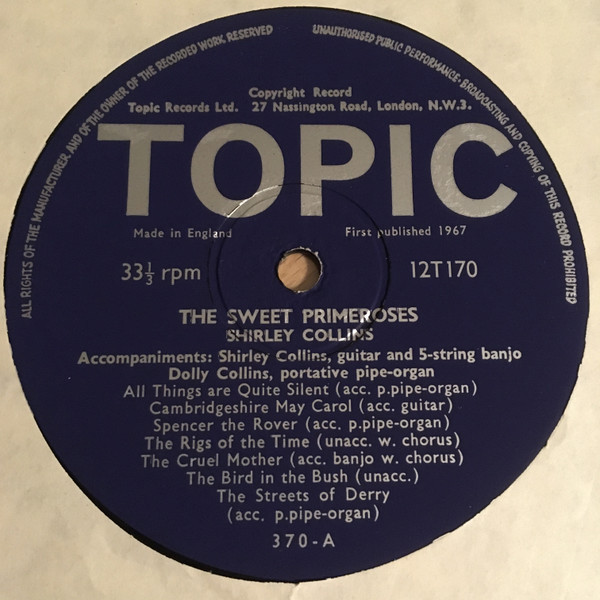 ALL RIGHTS OF THE MANUFACTURER AND OF THE OWNER OF THE RECORDED WORK RESERVED
UNAUTHORISED PUBLIC PERFORMANCE · BROADCASTING AND COPYING OF THIS RECORD PROHIBITED
Copyright Record
Topic Records Ltd. 27 Nassington Road, London, N.W.3.
TOPIC
Made in England First published 1967
33⅓ rpm 12T170
THE SWEET PRIMEROSES
SHIRLEY COLLINS
Accompaniments: Shirley Collins, guitar and 5-string banjo
Dolly Collins, portative pipe-organ
All Things are Quite Silent (acc. p.pipe-organ)
Cambridgeshire May Carol (acc. guitar)
Spencer the Rover (acc. p.pipe-organ)
The Rigs of the Time (unacc. w. chorus)
The Cruel Mother (acc. banjo w. chorus)
The Bird in the Bush (unacc.)
The Streets of Derry
(acc. p.pipe-organ)
370-A